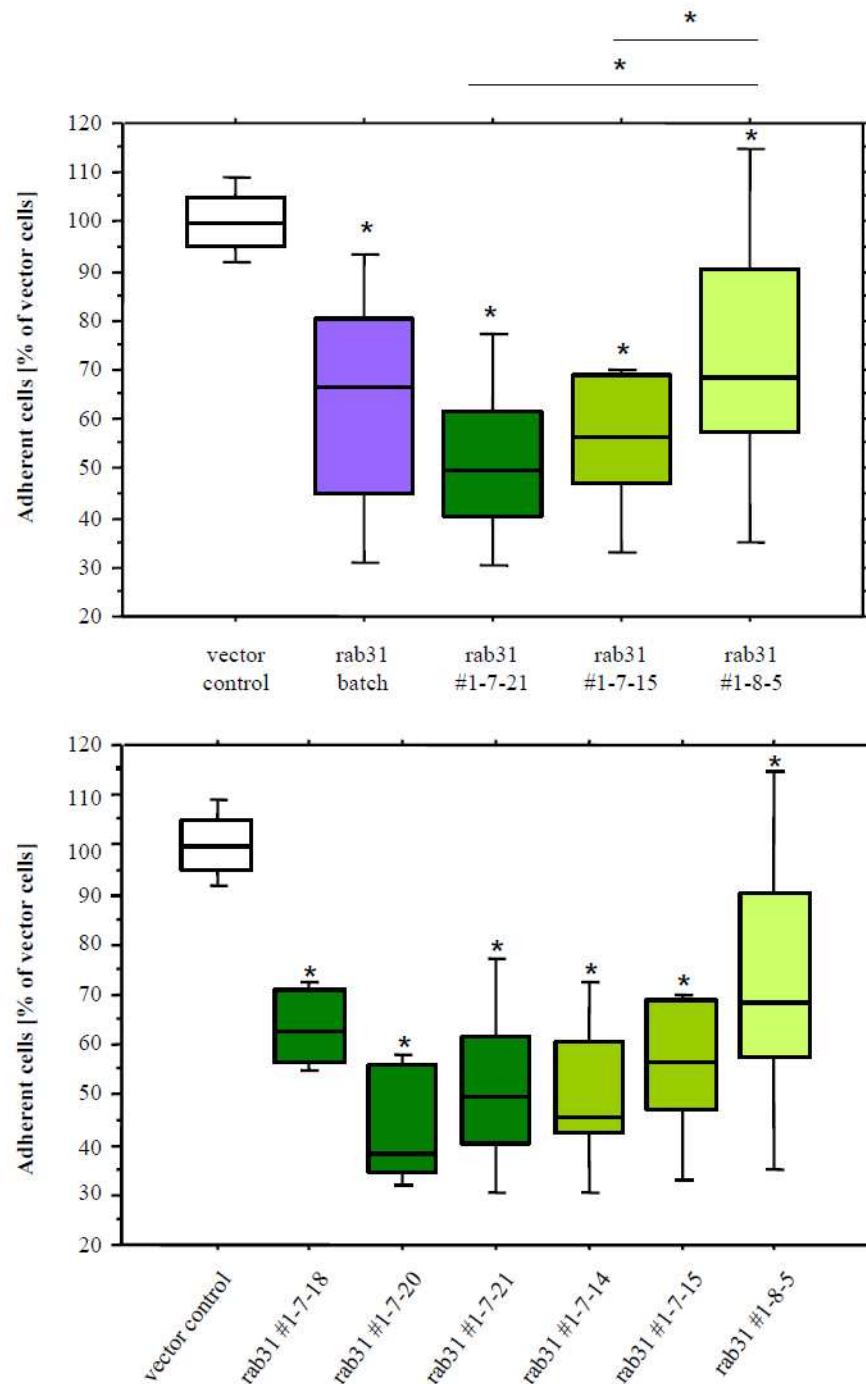 *
*
Adherent cells [% of vector cells]
120
110
100
90
80
70
60
50
40
30
20
*
*
*
*
vector
control
rab31
batch
rab31
#1-7-21
rab31
#1-7-15
rab31
#1-8-5
Adherent cells [% of vector cells]
120
110
100
90
80
70
60
50
40
30
20
*
*
*
*
*
*
vector control
rab31 #1-7-18
rab31 #1-7-20
rab31 #1-7-21
rab31 #1-7-14
rab31 #1-7-15
rab31 #1-8-5